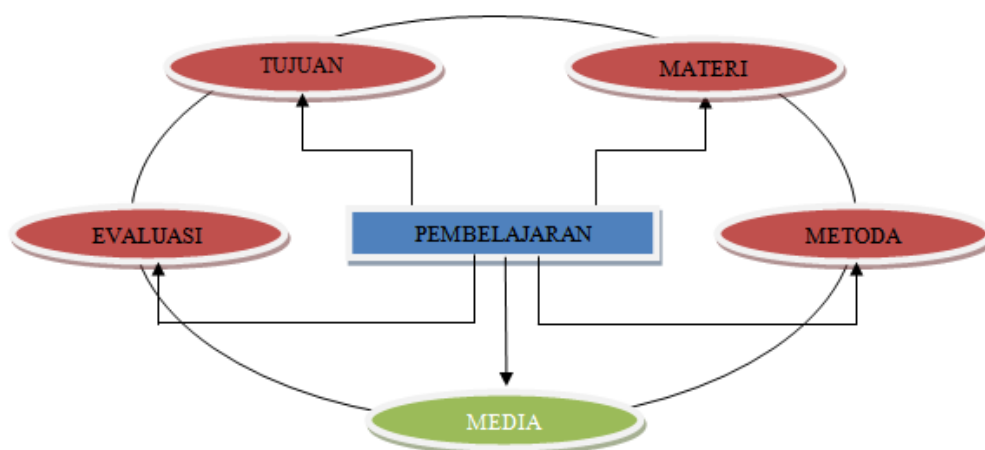 TUJUAN
MATERI
EVALUASI
PEMBELAJARAN
METODA
MEDIA